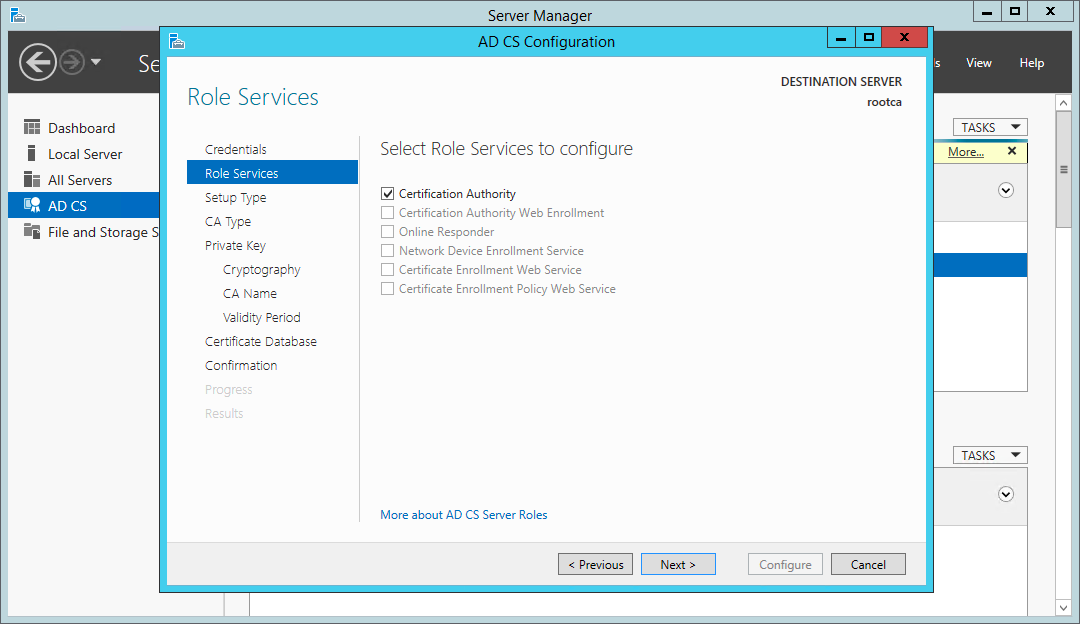 Server Manager
AD CS Configuration
View
Help
Dashboard
Local Server
All Servers
AD CS
File and Storage S
TASKS
More...
TASKS
Role Services
DESTINATION SERVER
rootca
Credentials
Role Services
Setup Type
CA Type
Private Key
Cryptography
CA Name
Validity Period
Certificate Database
Confirmation
Progress
Results
Select Role Services to configure
Certification Authority
Certification Authority Web Enrollment
Online Responder
Network Device Enrollment Service
Certificate Enrollment Web Service
Certificate Enrollment Policy Web Service
More about AD CS Server Roles
< Previous
Next >
Configure
Cancel